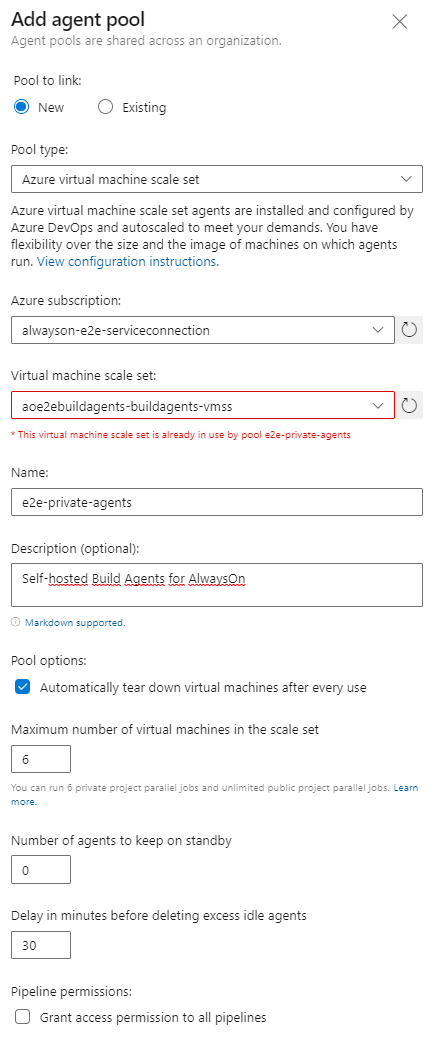 Add agent pool
Agent pools are shared across an organization.
Pool to link:
New
Existing
Pool type:
Azure virtual machine scale set
Azure virtual machine scale set agents are installed and configured by
Azure DevOps and autoscaled to meet your demands. You have
flexibility over the size and the image of machines on which agents
run. View configuration instructions.
Azure subscription:
alwayson-e2e-serviceconnection
Virtual machine scale set:
aoe2ebuildagents-buildagents-vmss
* This virtual machine scale set is already in use by pool e2e-private-agents
Name:
e2e-private-agents
Description (optional):
Self-hosted Build Agents for AlwaysOn
Markdown supported.
Pool options:
Automatically tear down virtual machines after every use
Maximum number of virtual machines in the scale set
6
You can run 6 private project parallel jobs and unlimited public project parallel jobs. Learn
more.
Number of agents to keep on standby
0
Delay in minutes before deleting excess idle agents
30
Pipeline permissions:
Grant access permission to all pipelines